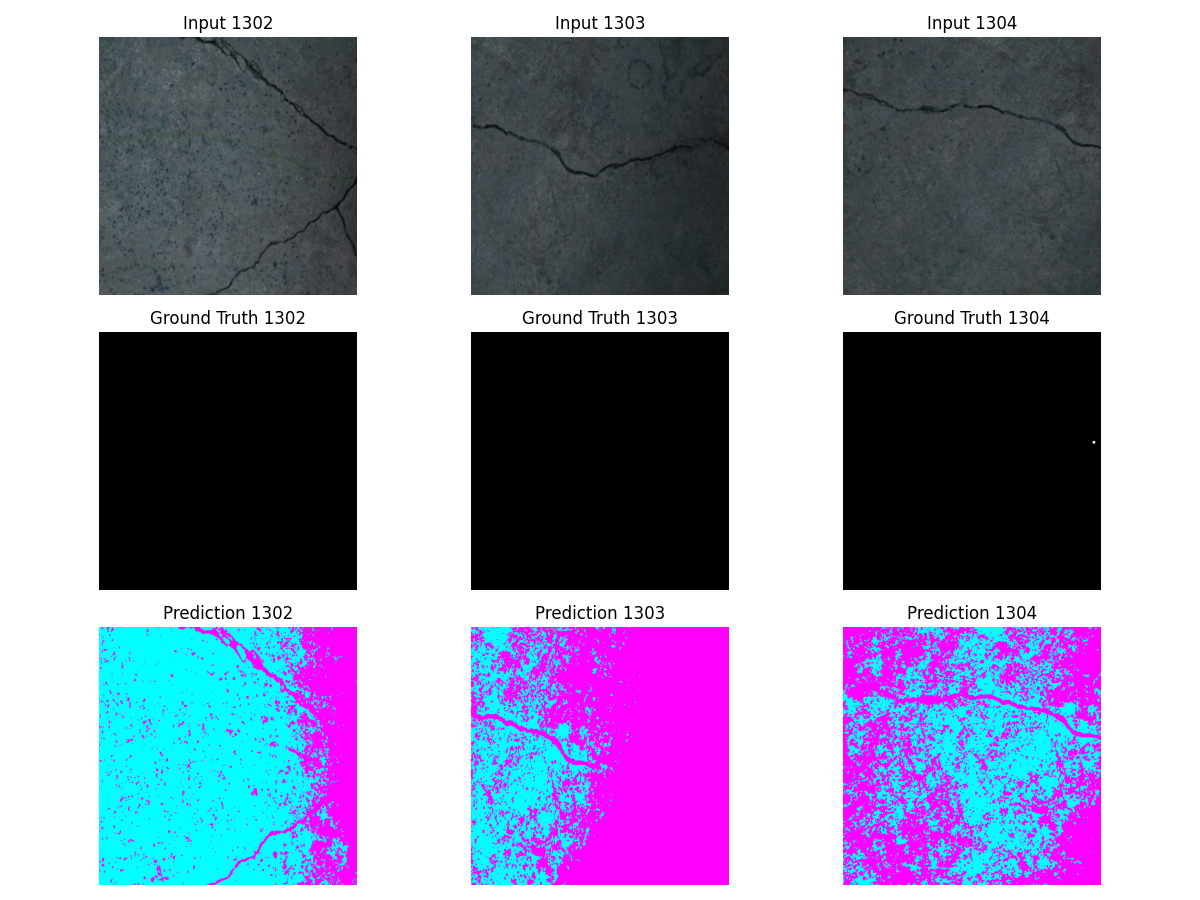 Input 1302
Input 1303
Input 1304
Ground Truth 1302
Ground Truth 1303
Ground Truth 1304
Prediction 1302
Prediction 1303
Prediction 1304